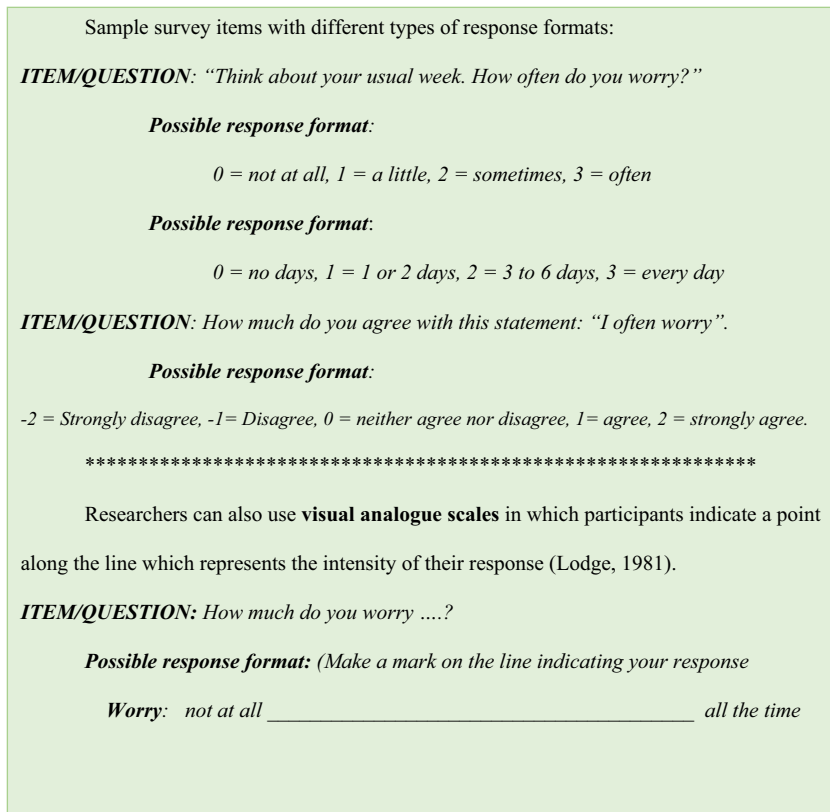 Sample survey items with different types of response formats:
ITEM/QUESTION: “Think about your usual week. How often do you worry?”
Possible response format:
0 = not at all, 1 = a little, 2 = sometimes, 3 = often
Possible response format:
0 = no days, 1 = 1 or 2 days, 2 = 3 to 6 days, 3 = every day
ITEM/QUESTION: How much do you agree with this statement: “I often worry”.
Possible response format:
-2 = Strongly disagree, -1= Disagree, 0 = neither agree nor disagree, 1= agree, 2 = strongly agree.
****************************************************************
Researchers can also use visual analogue scales in which participants indicate a point
along the line which represents the intensity of their response (Lodge, 1981).
ITEM/QUESTION: How much do you worry ….?
Possible response format: (Make a mark on the line indicating your response
Worry: not at all ________________________________________ all the time